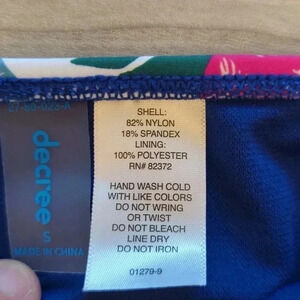 decree
S
MADE IN CHINA
SHELL:
82% NYLON
18% SPANDEX
LINING:
100% POLYESTER
RN# 82372
HAND WASH COLD
WITH LIKE COLORS
DO NOT WRING
OR TWIST
DO NOT BLEACH
LINE DRY
DO NOT IRON
01279-9